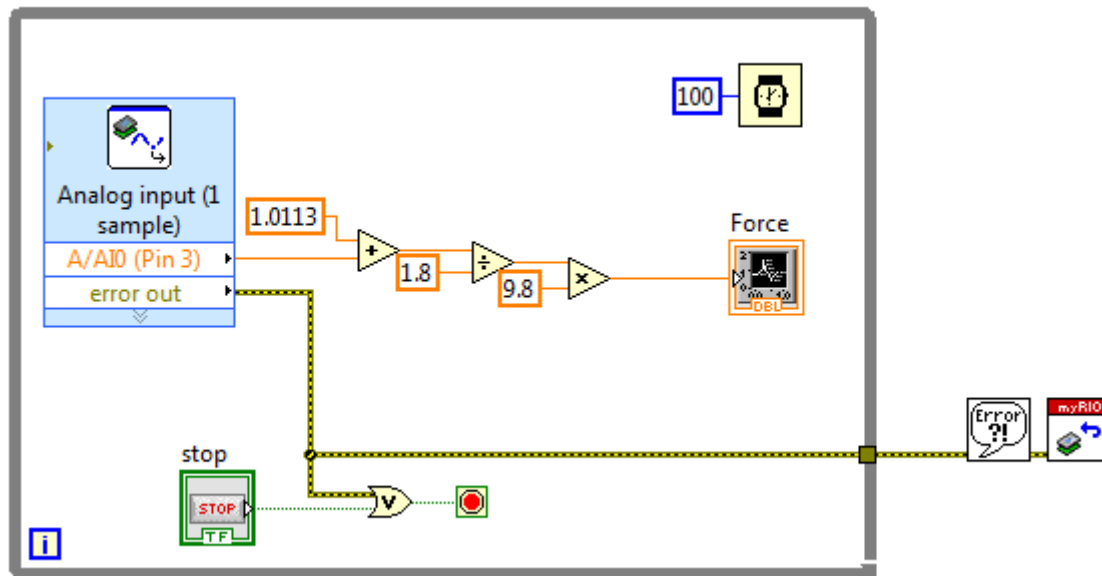 100
Analog input (1
sample)
1.0113
Force
A/AI0 (Pin 3)
+
÷
1.8
9.8
×
error out
DBL
Error
?!
myRIO
stop
STOP
V
TF
i